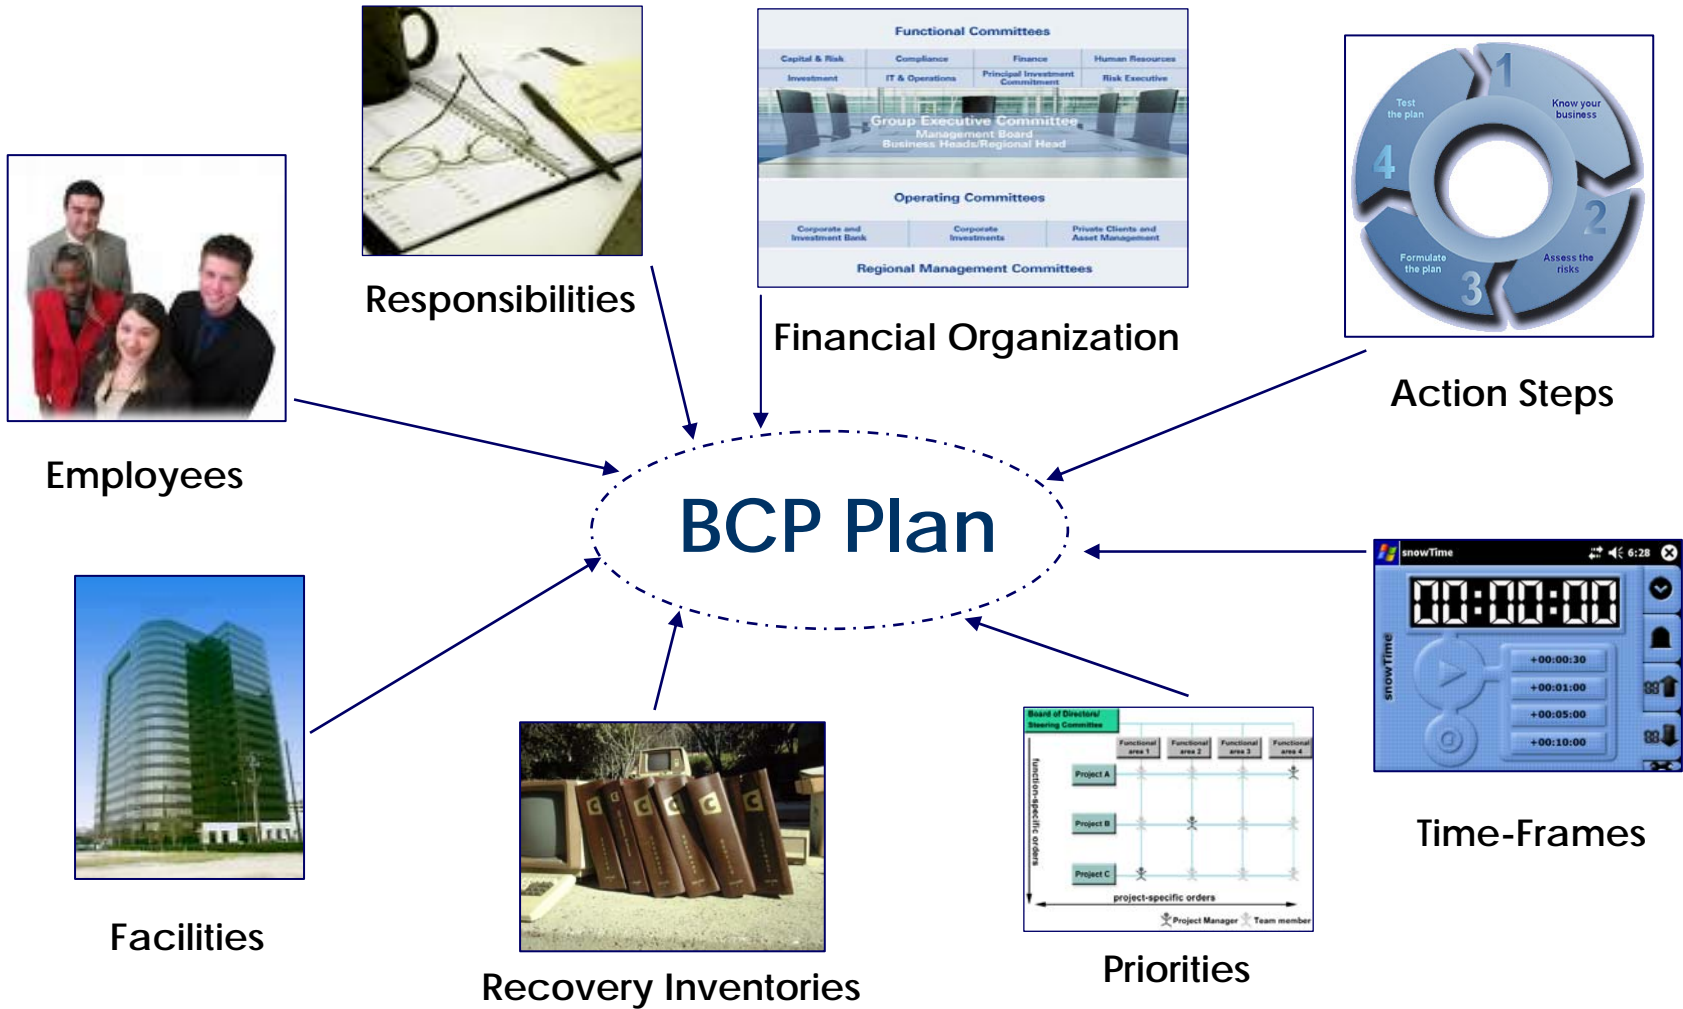 Functional Committees
Capital & Risk
Compliance
Finance
Human Resources
Investment
IT & Operations
Principal Investment
Commitment
Risk Executive
Group Executive Committee
Management Board
Business Heads/Regional Head
Operating Committees
Corporate and
Investment Bank
Corporate
Investments
Private Clients and
Asset Management
Regional Management Committees
1
Know your
business
2
Assess the
risks
3
Formulate
the plan
4
Test
the plan
Responsibilities
Financial Organization
Action Steps
Employees
BCP Plan
snowTime
6:28
00:00:00
snowTime
+00:00:30
+00:01:00
+00:05:00
+00:10:00
Time-Frames
Board of Directors/
Steering Committee
Functional
area 1
Functional
area 2
Functional
area 3
Functional
area 4
function-specific orders
Project A
Project B
Project C
project-specific orders
Project Manager
Team member
Priorities
Facilities
C
C
C
C
C
Recovery Inventories